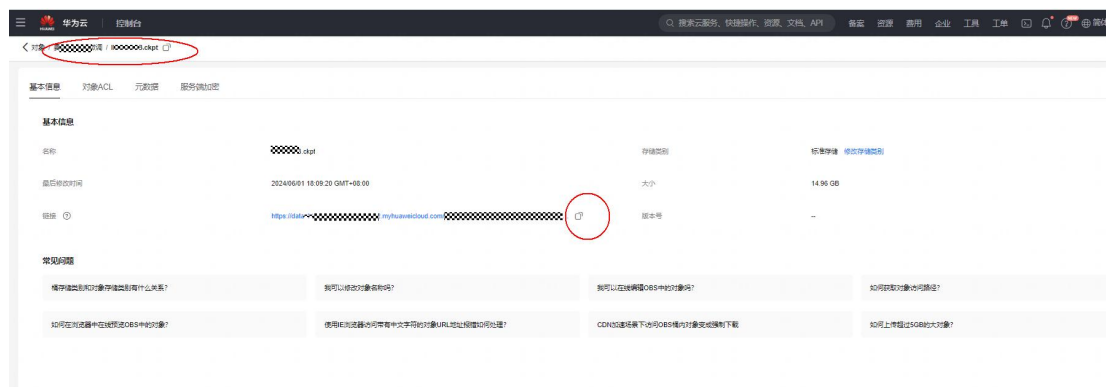 HUAWEI 华为云 | 控制台 搜索云服务、快捷操作、资源、文档、API 备案 资源 费用 企业 工具 工单 NEW
对象 / / .ckpt
基本信息 对象ACL 元数据 服务端加密
基本信息
名称 .ckpt 存储类别 标准存储 修改存储类别
最后修改时间 2024/06/01 18:09:20 GMT+08:00 大小 14.96 GB
链接 https://data .myhuaweicloud.com/ 版本号 --
常见问题
桶存储类别和对象存储类别有什么关系? 我可以修改对象名称吗? 我可以在线编辑OBS中的对象吗? 如何获取对象访问路径?
如何在浏览器中在线预览OBS中的对象? 使用IE浏览器访问带有中文字符的对象URL地址报错如何处理? CDN加速场景下访问OBS桶内对象变成强制下载 如何上传超过5GB的大对象?